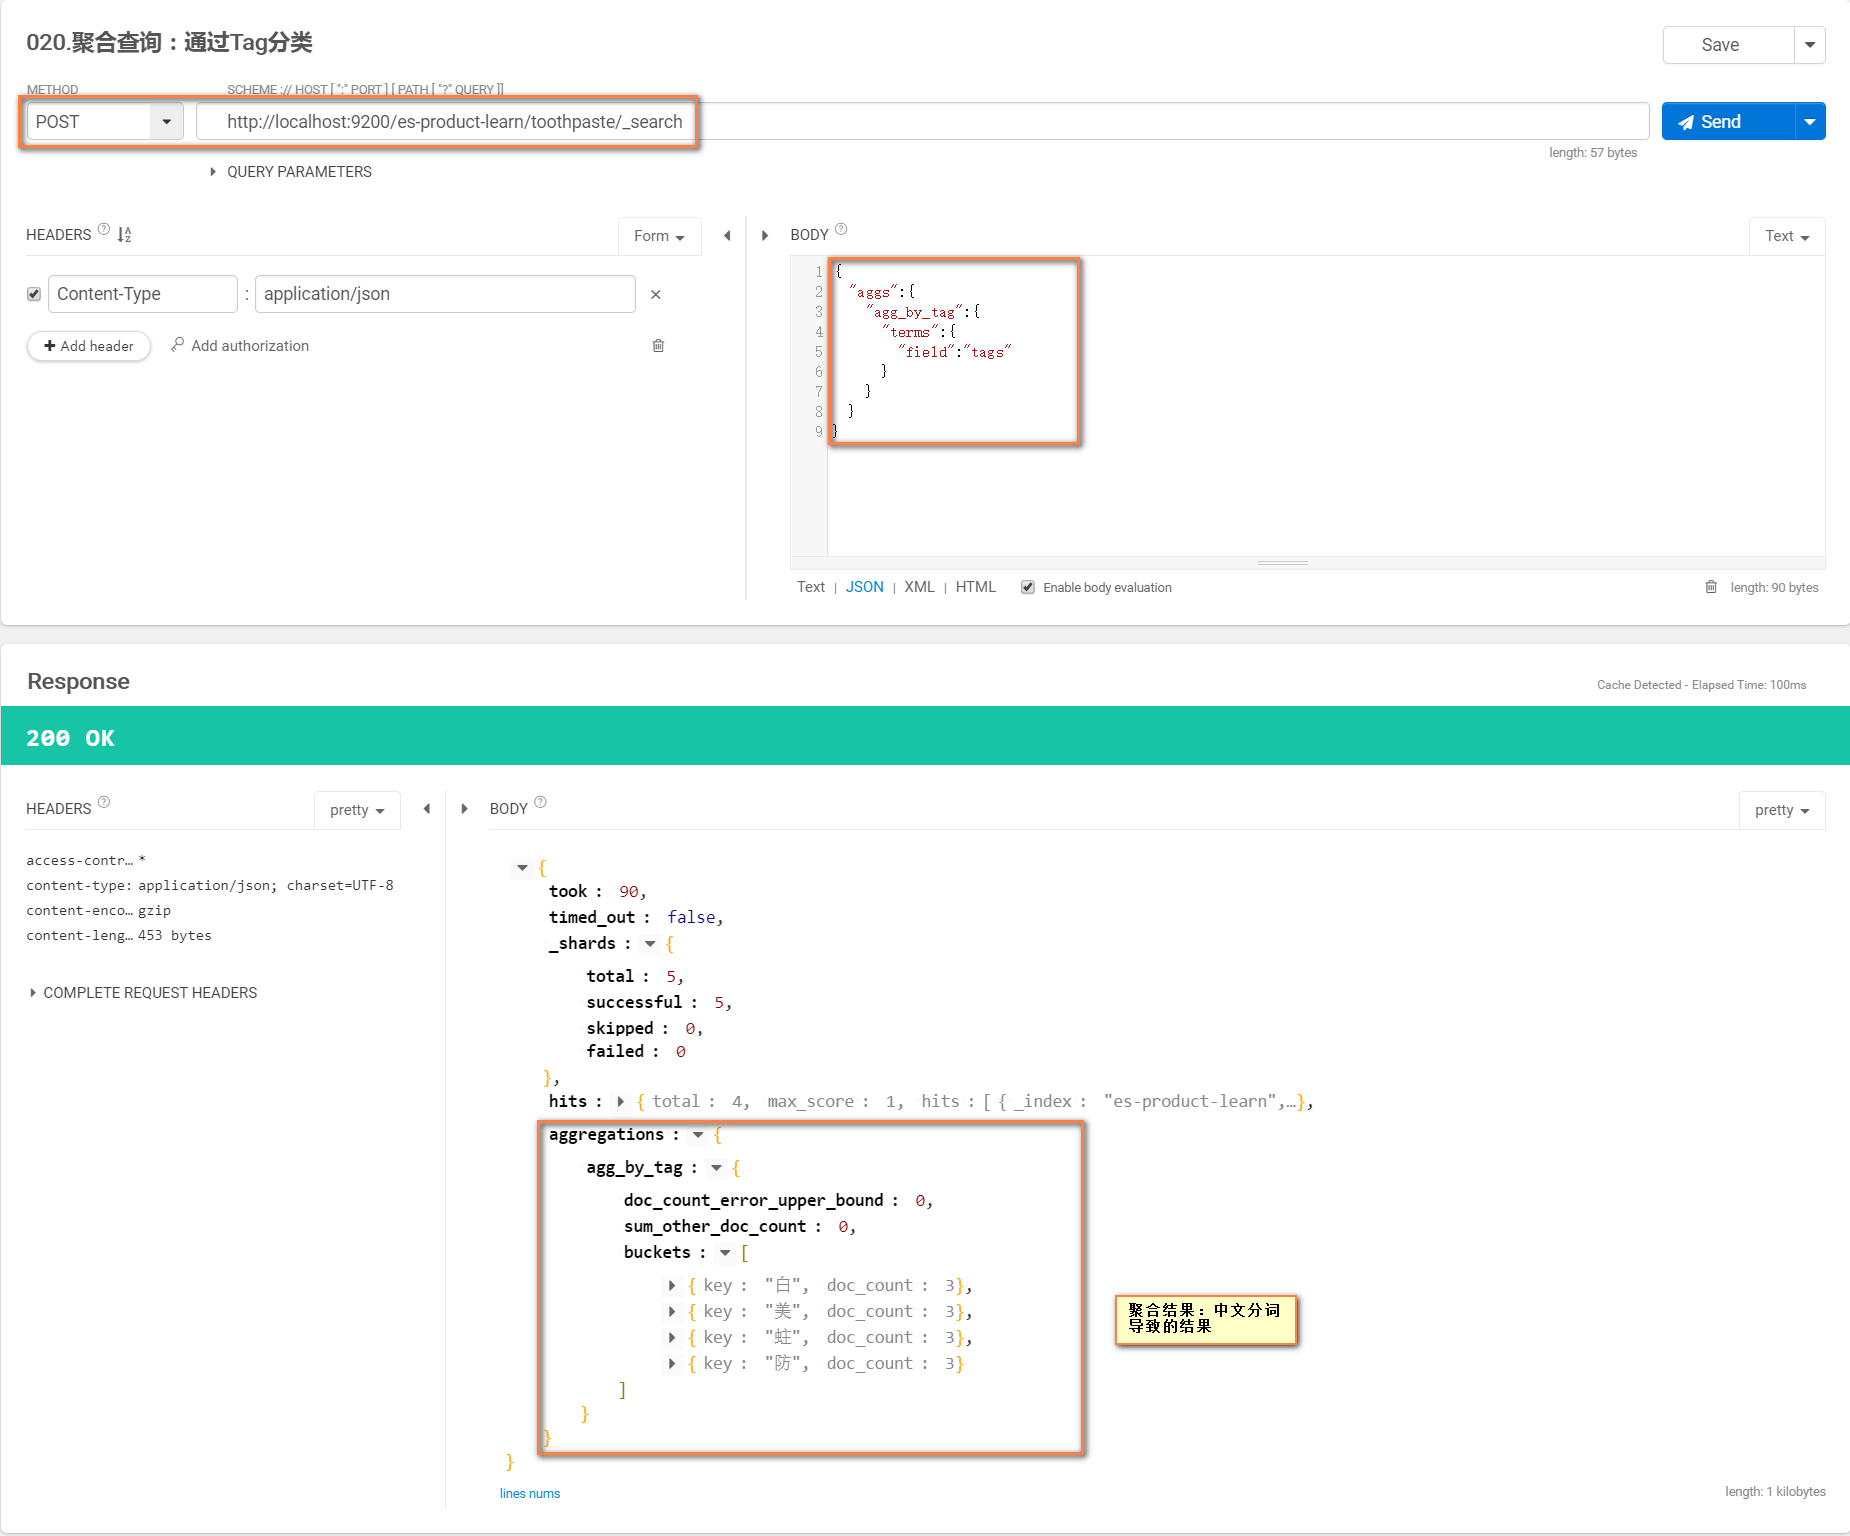 020.聚合查询：通过Tag分类
Save
METHOD
SCHEME :// HOST [ ":" PORT ] [ PATH [ "?" QUERY ]]
POST
http://localhost:9200/es-product-learn/toothpaste/_search
Send
length: 57 bytes
QUERY PARAMETERS
HEADERS ? Form
Content-Type : application/json ×
Add header
Add authorization
BODY ? Text
1 {
2 "aggs":{
3 "agg_by_tag":{
4 "terms":{
5 "field":"tags"
6 }
7 }
8 }
9 }
Text | JSON | XML | HTML Enable body evaluation length: 90 bytes
Response
Cache Detected - Elapsed Time: 100ms
200 OK
HEADERS ? pretty
access-contr… *
content-type: application/json; charset=UTF-8
content-enco… gzip
content-leng… 453 bytes
COMPLETE REQUEST HEADERS
BODY ? pretty
{
took : 90,
timed_out : false,
_shards : {
total : 5,
successful : 5,
skipped : 0,
failed : 0
},
hits : { total : 4, max_score : 1, hits : [ { _index : "es-product-learn",…},
aggregations : {
agg_by_tag : {
doc_count_error_upper_bound : 0,
sum_other_doc_count : 0,
buckets : [
{ key : "白", doc_count : 3},
{ key : "美", doc_count : 3},
{ key : "蛀", doc_count : 3},
{ key : "防", doc_count : 3}
]
}
}
}
聚合结果：中文分词
导致的结果
lines nums
length: 1 kilobytes